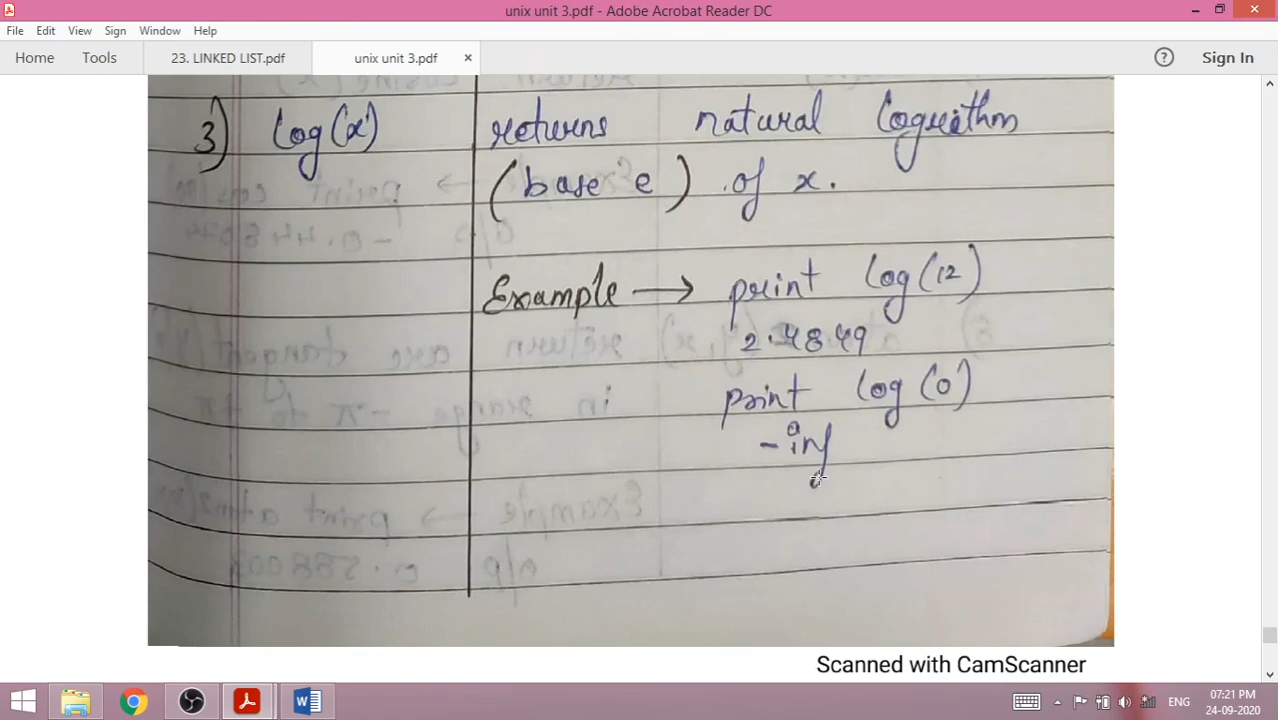 unix unit 3.pdf - Adobe Acrobat Reader DC
File Edit View Sign Window Help
Home Tools 23. LINKED LIST.pdf unix unit 3.pdf × ? Sign In
3) log(x) returns natural logarithm
(base e) of x.
Example → print log(12)
2.4849
print log(0)
-inf
Scanned with CamScanner
ENG 07:21 PM
24-09-2020